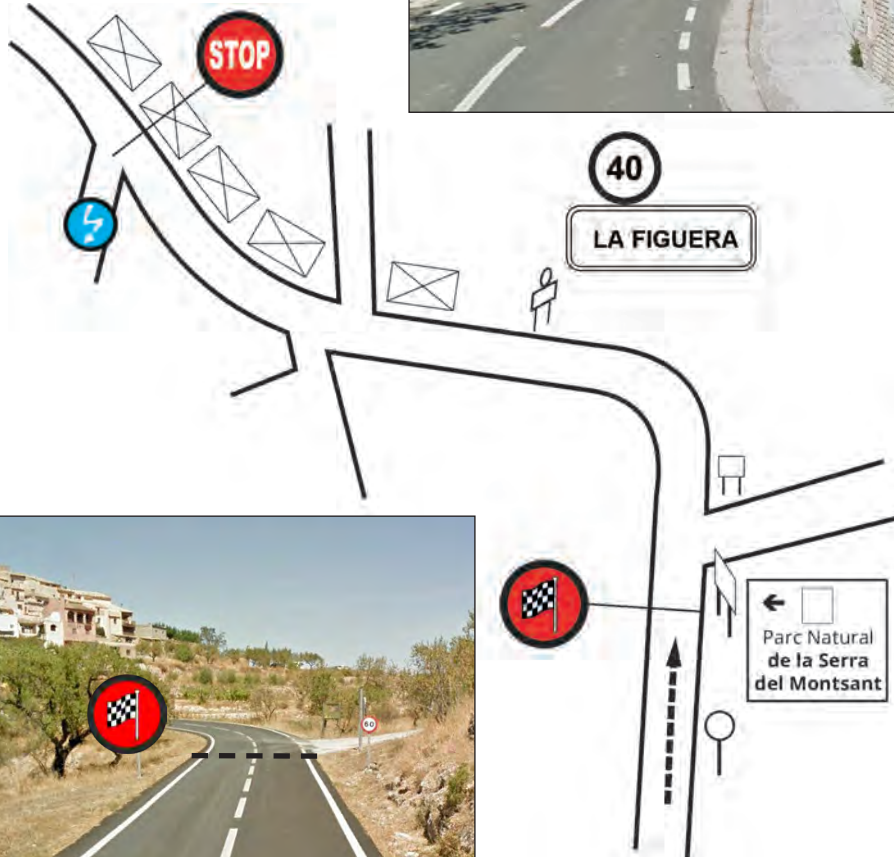 STOP
40
LA FIGUERA
←
Parc Natural
de la Serra
del Montsant
60